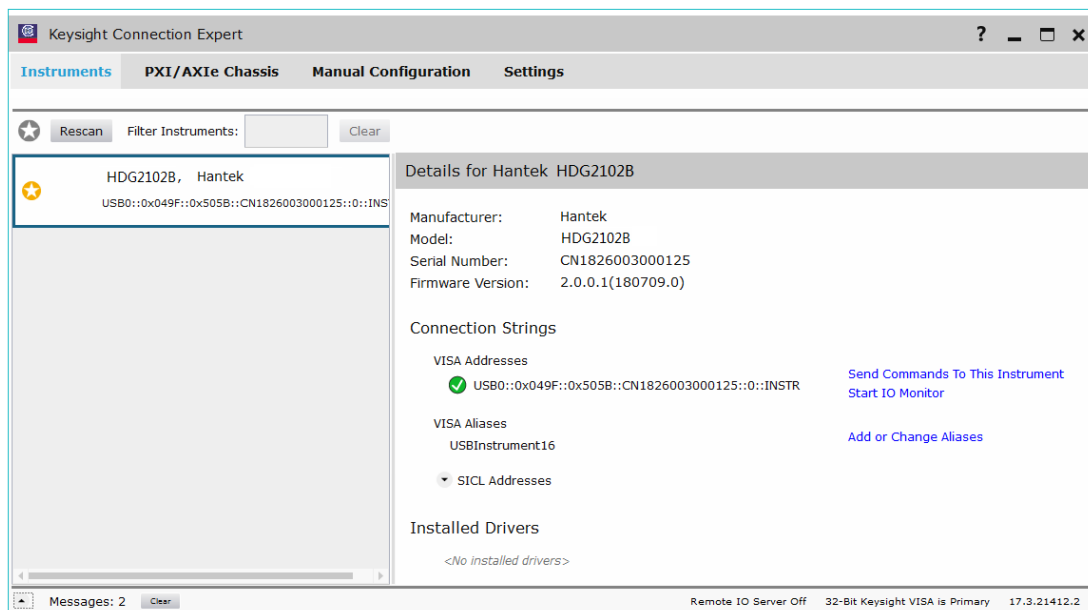 Keysight Connection Expert
Instruments PXI/AXIe Chassis Manual Configuration Settings
Rescan Filter Instruments: Clear
HDG2102B, Hantek
USB0::0x049F::0x505B::CN1826003000125::0::INS
Details for Hantek HDG2102B
Manufacturer: Hantek
Model: HDG2102B
Serial Number: CN1826003000125
Firmware Version: 2.0.0.1(180709.0)
Connection Strings
VISA Addresses
USB0::0x049F::0x505B::CN1826003000125::0::INSTR
Send Commands To This Instrument
Start IO Monitor
VISA Aliases
USBInstrument16
Add or Change Aliases
SICL Addresses
Installed Drivers
<No installed drivers>
Messages: 2 Clear Remote IO Server Off 32-Bit Keysight VISA is Primary 17.3.21412.2